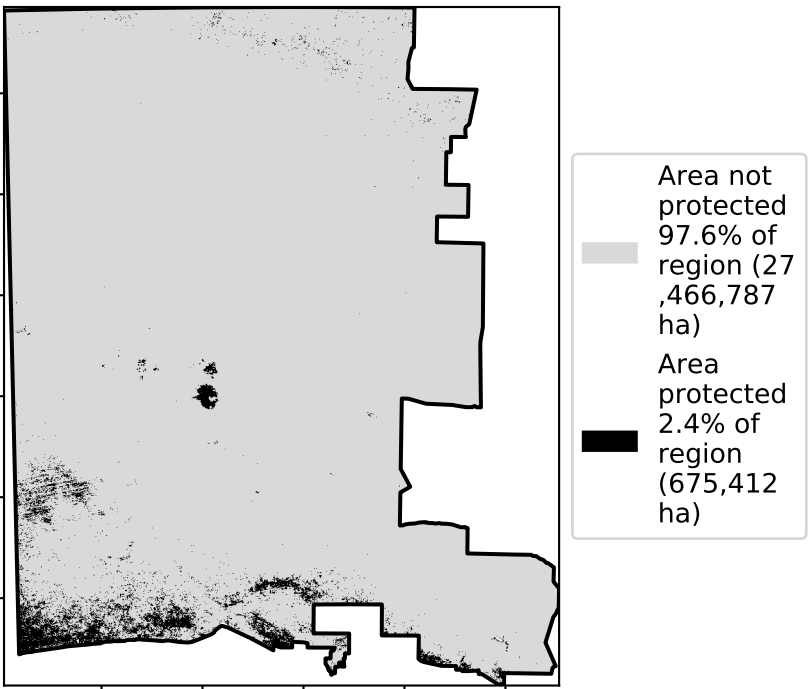 Area not
protected
97.6% of
region (27
,466,787
ha)
Area
protected
2.4% of
region
(675,412
ha)